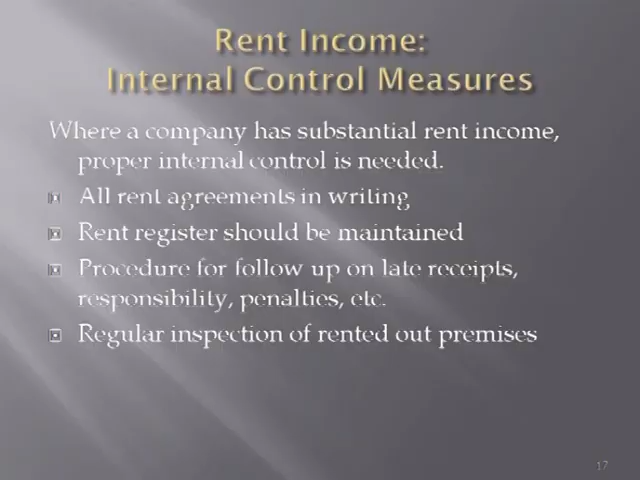 Rent Income:
Internal Control Measures
Where a company has substantial rent income,
proper internal control is needed.
All rent agreements in writing
Rent register should be maintained
Procedure for follow up on late receipts,
responsibility, penalties, etc.
Regular inspection of rented out premises
17